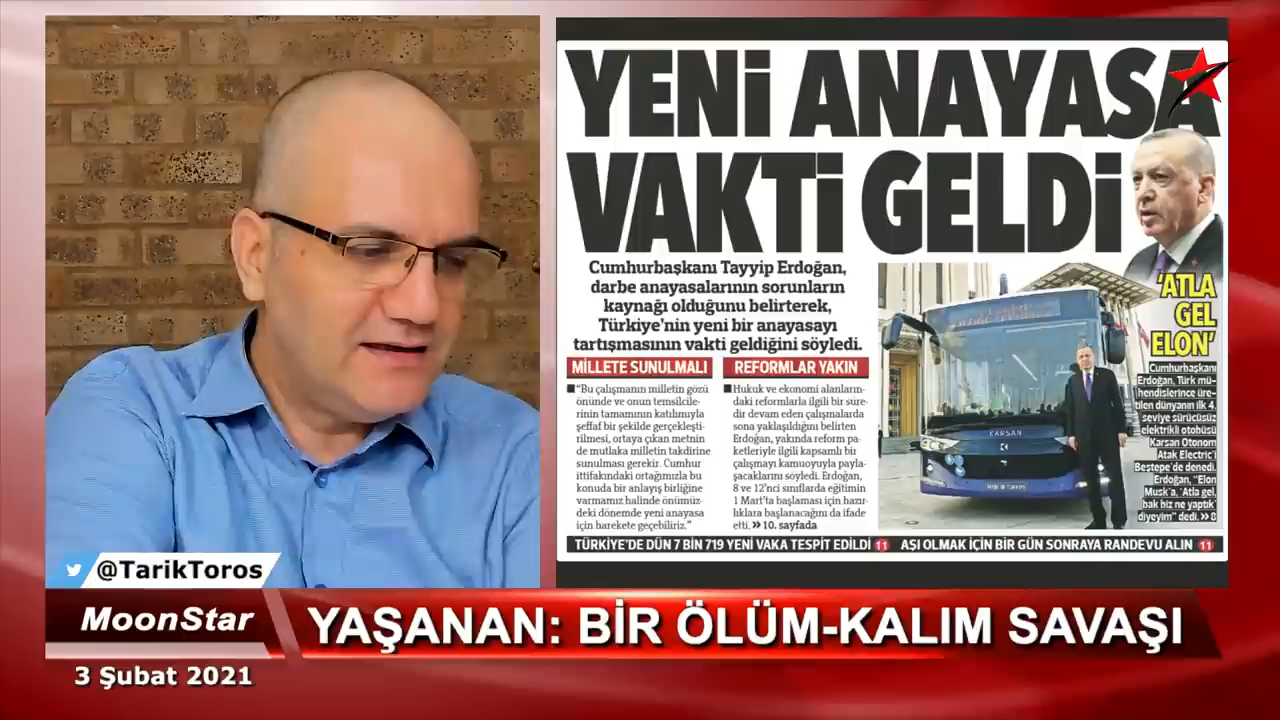 YENİ ANAYASA
VAKTİ GELDİ
Cumhurbaşkanı Tayyip Erdoğan,
darbe anayasalarının sorunların
kaynağı olduğunu belirterek,
Türkiye'nin yeni bir anayasayı
tartışmasının vakti geldiğini söyledi.
MİLLETE SUNULMALI
"Bu çalışmanın milletin gözü
önünde ve onun temsilcile-
rinin tamamının katılımıyla
şeffaf bir şekilde gerçekleşti-
rilmesi, ortaya çıkan metnin
de mutlaka milletin takdirine
sunulması gerekir. Cumhur
ittifakındaki ortağımızla bu
konuda bir anlayış birliğine
varmamız halinde önümüz-
deki dönemde yeni anayasa
için harekete geçebiliriz."
REFORMLAR YAKIN
Hukuk ve ekonomi alanların-
daki reformlarla ilgili bir süre-
dir devam eden çalışmalarda
sona yaklaşıldığını belirten
Erdoğan, yakında reform pa-
ketleriyle ilgili kapsamlı bir
çalışmayı kamuoyuyla payla-
şacaklarını söyledi. Erdoğan,
8 ve 12'nci sınıflarda eğitimin
1 Mart'ta başlaması için hazır-
lıklara başlanacağını da ifade
etti. >> 10. sayfada
'ATLA
GEL
ELON'
Cumhurbaşkanı
Erdoğan, Türk mü-
hendislerince üre-
tilen dünyanın ilk 4.
seviye sürücüsüz
elektrikli otobüsü
Karsan Otonom
Atak Electric'i
Beştepe'de denedi.
Erdoğan, "Elon
Musk'a, 'Atla gel,
bak biz ne yaptık'
diyeyim" dedi. >> 8
KARSAN
TÜRKİYE'DE DÜN 7 BİN 719 YENİ VAKA TESPİT EDİLDİ 11 AŞI OLMAK İÇİN BİR GÜN SONRAYA RANDEVU ALIN 11
@TarikToros
MoonStar
YAŞANAN: BİR ÖLÜM-KALIM SAVAŞI
3 Şubat 2021